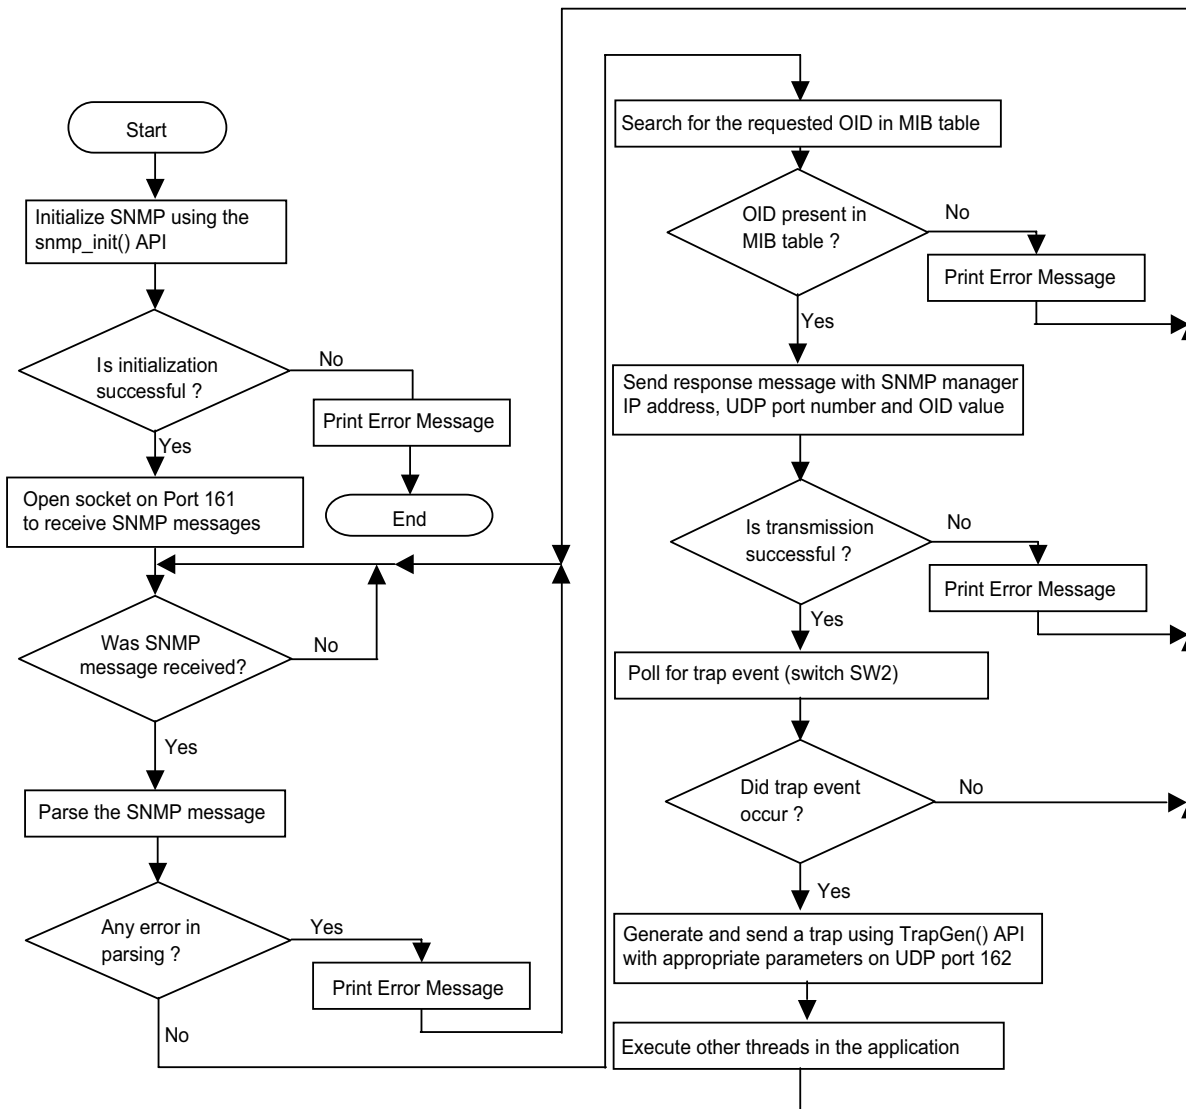 Start
Initialize SNMP using the
snmp_init() API
Is initialization
successful ?
No
Print Error Message
End
Yes
Open socket on Port 161
to receive SNMP messages
Was SNMP
message received?
No
Yes
Parse the SNMP message
Any error in
parsing ?
Yes
Print Error Message
No
Search for the requested OID in MIB table
OID present in
MIB table ?
No
Print Error Message
Yes
Send response message with SNMP manager
IP address, UDP port number and OID value
Is transmission
successful ?
No
Print Error Message
Yes
Poll for trap event (switch SW2)
Did trap event
occur ?
No
Yes
Generate and send a trap using TrapGen() API
with appropriate parameters on UDP port 162
Execute other threads in the application